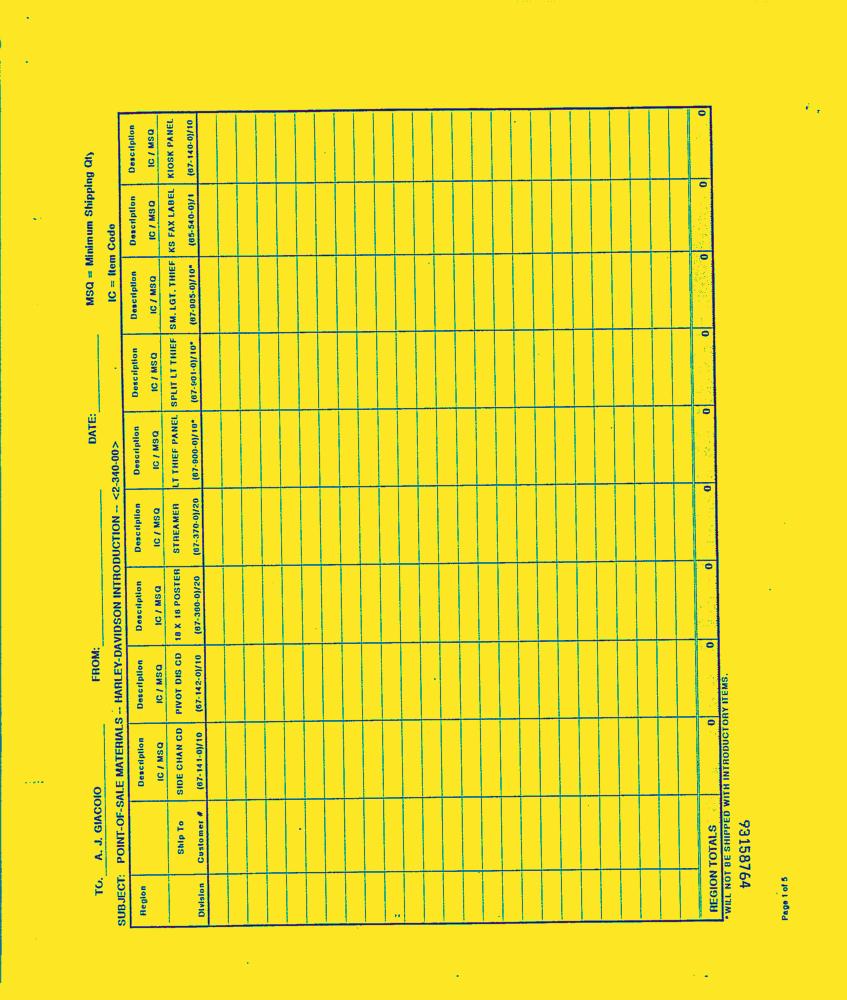 TO. A. J. GIACOIO FROM: DATE: MSQ = Minimum Shipping Qty
IC = Item Code
SUBJECT: POINT-OF-SALE MATERIALS -- HARLEY-DAVIDSON INTRODUCTION -- <2-340-00>
Region Description Description Description Description Description Description Description Description Description
IC / MSQ IC / MSQ IC / MSQ IC / MSQ IC / MSQ IC / MSQ IC / MSQ IC / MSQ IC / MSQ
Ship To SIDE CHAN CD PIVOT DIS CD 18 X 16 POSTER STREAMER LT THIEF PANEL SPLIT LT THIEF SM. LGT. THIEF KS FAX LABEL KIOSK PANEL
Division Customer # (67-141-0)/10 (67-142-0)/10 (67-360-0)/20 (67-370-0)/20 (67-900-0)/10* (67-901-0)/10* (67-905-0)/10* (65-540-0)/1 (67-140-0)/10
REGION TOTALS 0 0 0 0 0 0 0 0 0
*WILL NOT BE SHIPPED WITH INTRODUCTORY ITEMS.
93158764
Page 1 of 5